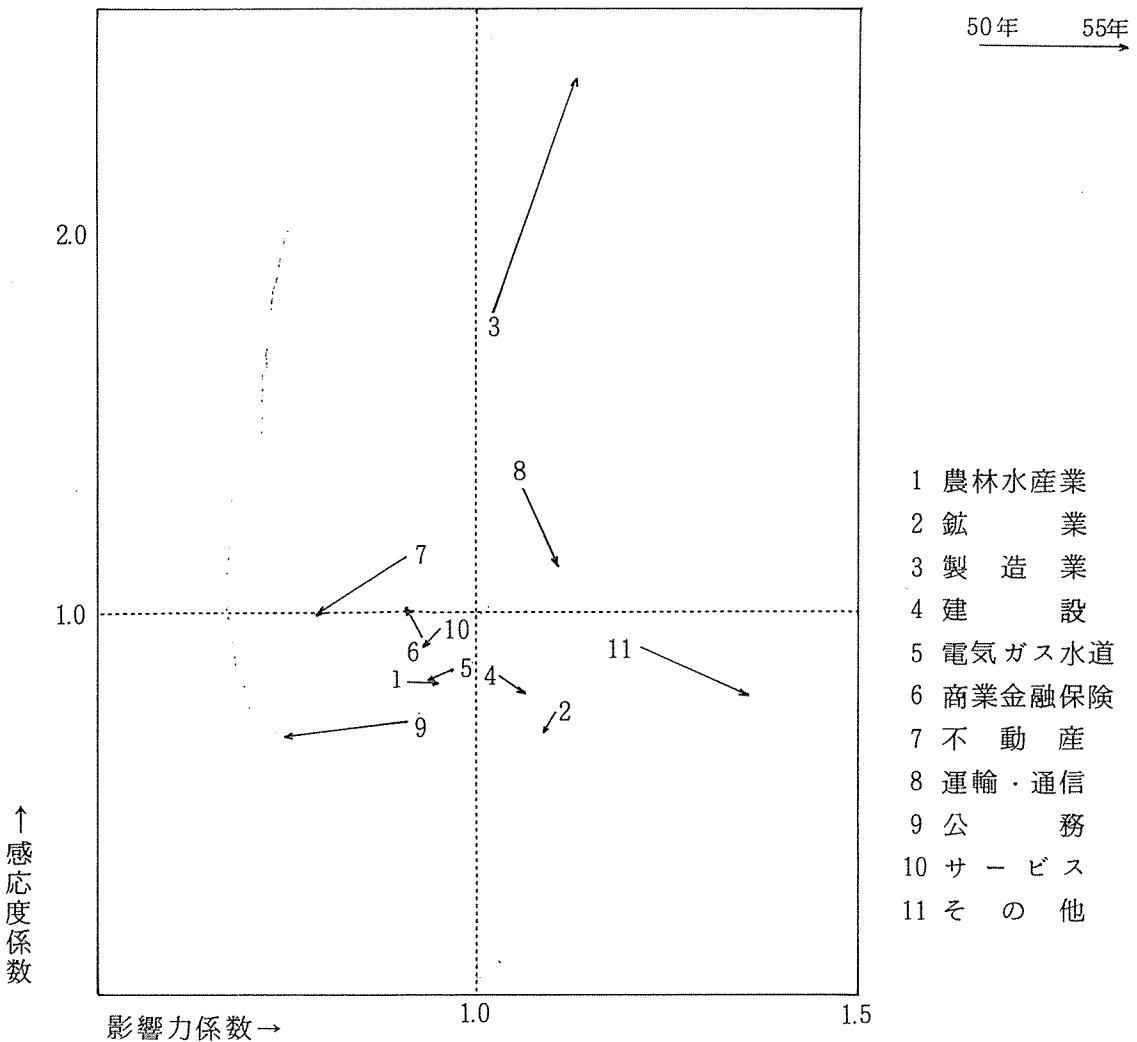 50年 55年
2.0
3
8
7
1.0
10
6
11
5
4
1
2
9
1 農林水産業
2 鉱業
3 製造業
4 建設
5 電気ガス水道
6 商業金融保険
7 不動産
8 運輸・通信
9 公務
10 サービス
11 その他
↑感応度係数
1.0
1.5
影響力係数→